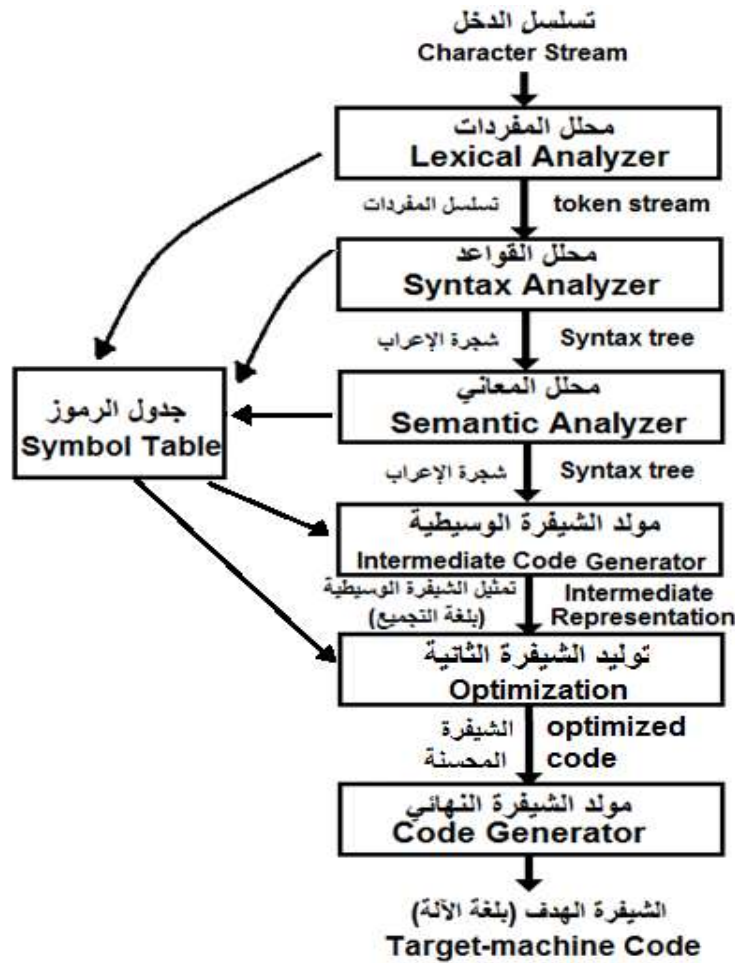 تسلسل الدخل
Character Stream
محلل المفردات
Lexical Analyzer
تسلسل المفردات
token stream
محلل القواعد
Syntax Analyzer
شجرة الإعراب
Syntax tree
محلل المعاني
Semantic Analyzer
جدول الرموز
Symbol Table
شجرة الإعراب
Syntax tree
مولد الشيفرة الوسيطية
Intermediate Code Generator
تمثيل الشيفرة الوسيطية
(بلغة التجميع)
Intermediate
Representation
توليد الشيفرة الثانية
Optimization
الشيفرة
المحسنة
optimized
code
مولد الشيفرة النهائي
Code Generator
الشيفرة الهدف (بلغة الآلة)
Target-machine Code